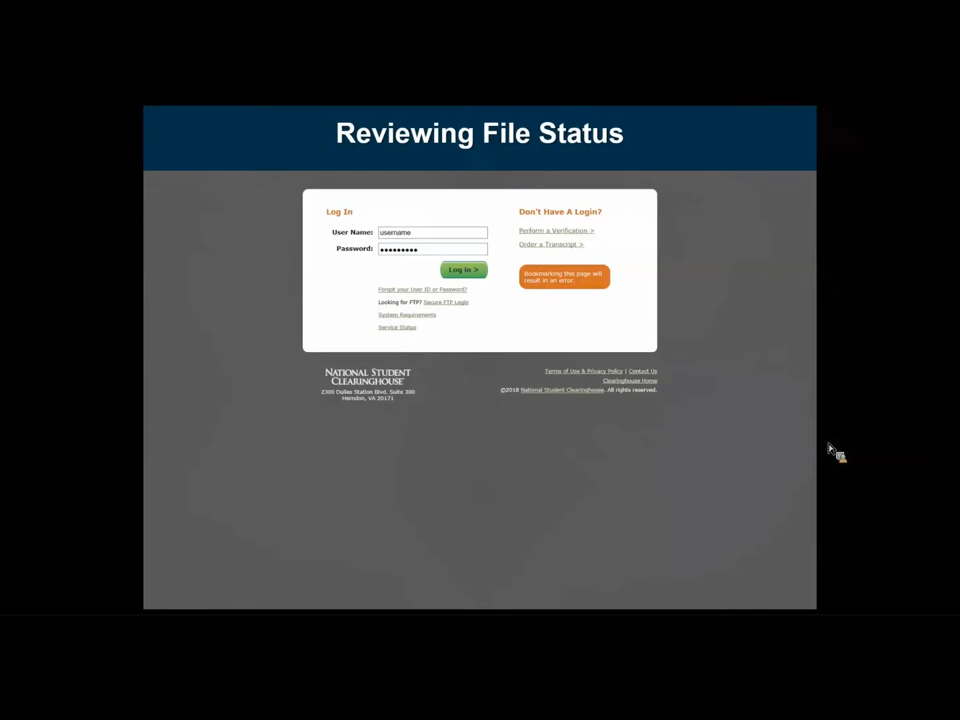 Reviewing File Status
Log In
User Name: username
Password: •••••••••
Log in >
Forgot your User ID or Password?
Looking for FTP? Secure FTP Login
System Requirements
Service Status
Don't Have A Login?
Perform a Verification >
Order a Transcript >
Bookmarking this page will
result in an error.
NATIONAL STUDENT
CLEARINGHOUSE
2300 Dulles Station Blvd. Suite 300
Herndon, VA 20171
Terms of Use & Privacy Policy | Contact Us
Clearinghouse Home
©2018 National Student Clearinghouse. All rights reserved.